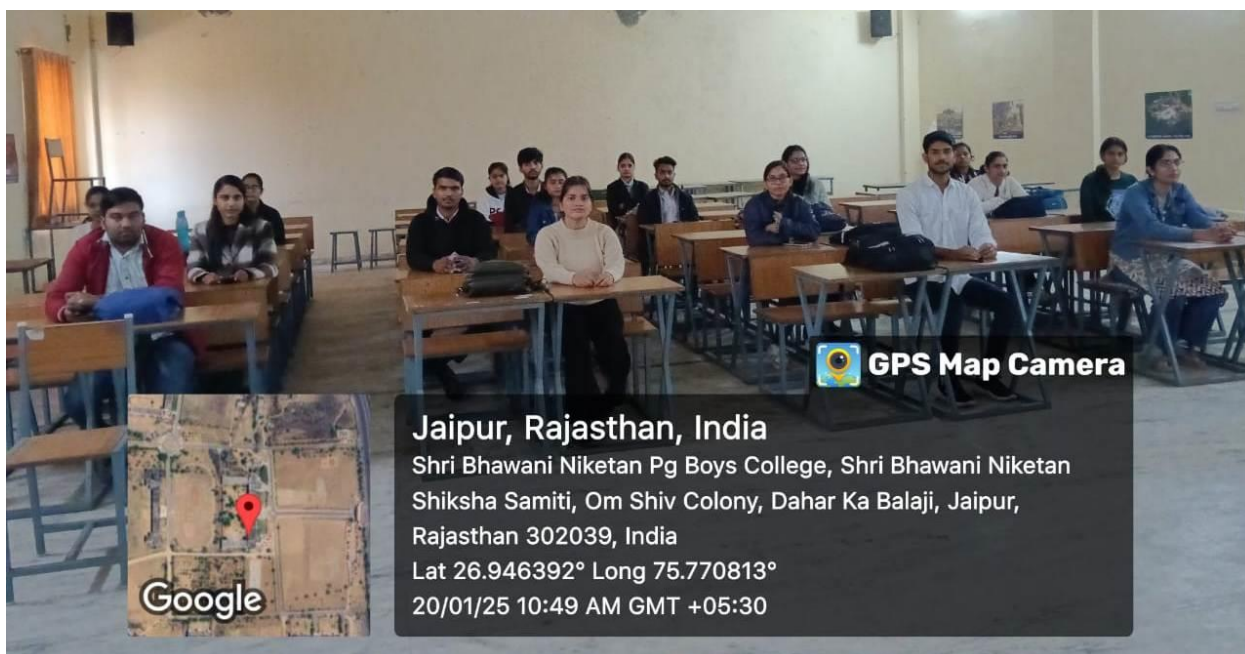 GPS Map Camera
Jaipur, Rajasthan, India
Shri Bhawani Niketan Pg Boys College, Shri Bhawani Niketan
Shiksha Samiti, Om Shiv Colony, Dahar Ka Balaji, Jaipur,
Rajasthan 302039, India
Lat 26.946392° Long 75.770813°
20/01/25 10:49 AM GMT +05:30
Google